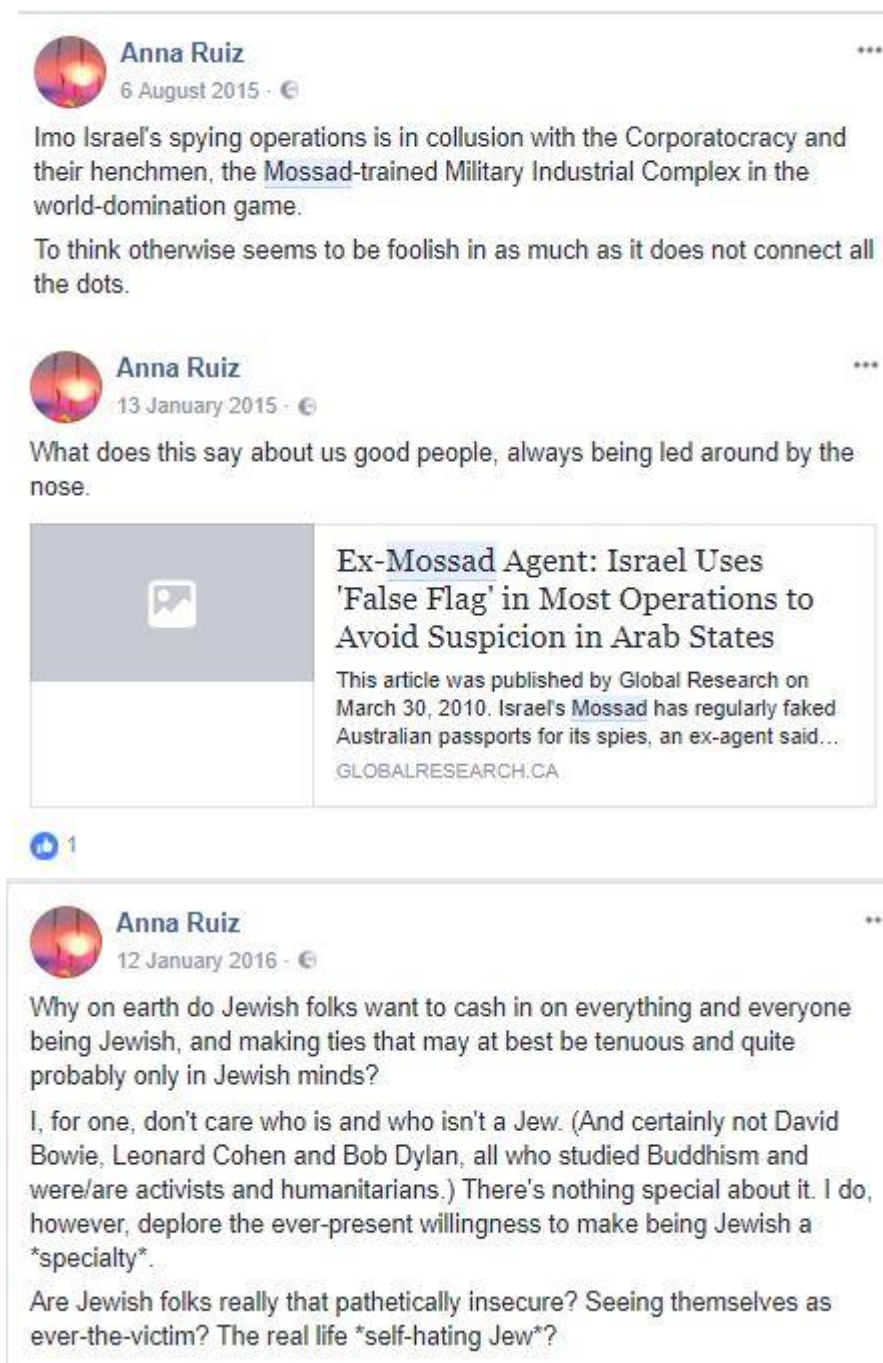 Anna Ruiz
6 August 2015
Imo Israel's spying operations is in collusion with the Corporatocracy and
their henchmen, the Mossad-trained Military Industrial Complex in the
world-domination game.
To think otherwise seems to be foolish in as much as it does not connect all
the dots.
Anna Ruiz
13 January 2015
What does this say about us good people, always being led around by the
nose.
Ex-Mossad Agent: Israel Uses
'False Flag' in Most Operations to
Avoid Suspicion in Arab States
This article was published by Global Research on
March 30, 2010. Israel's Mossad has regularly faked
Australian passports for its spies, an ex-agent said...
GLOBALRESEARCH.CA
1
Anna Ruiz
12 January 2016
Why on earth do Jewish folks want to cash in on everything and everyone
being Jewish, and making ties that may at best be tenuous and quite
probably only in Jewish minds?
I, for one, don't care who is and who isn't a Jew. (And certainly not David
Bowie, Leonard Cohen and Bob Dylan, all who studied Buddhism and
were/are activists and humanitarians.) There's nothing special about it. I do,
however, deplore the ever-present willingness to make being Jewish a
*specialty*.
Are Jewish folks really that pathetically insecure? Seeing themselves as
ever-the-victim? The real life *self-hating Jew*?